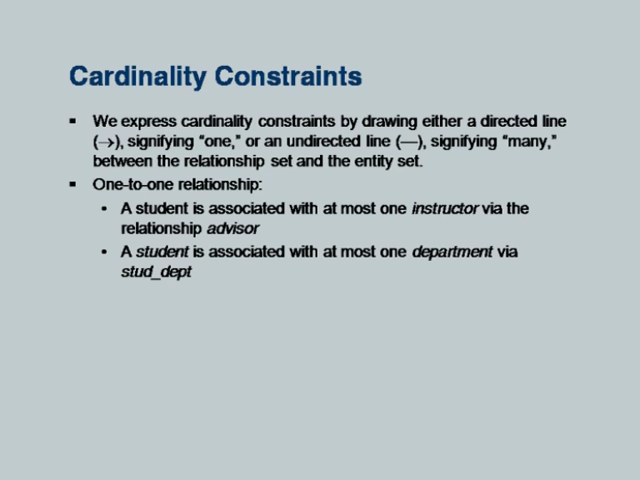 Cardinality Constraints
▪ We express cardinality constraints by drawing either a directed line
(→), signifying “one,” or an undirected line (—), signifying “many,”
between the relationship set and the entity set.
▪ One-to-one relationship:
• A student is associated with at most one instructor via the
relationship advisor
• A student is associated with at most one department via
stud_dept